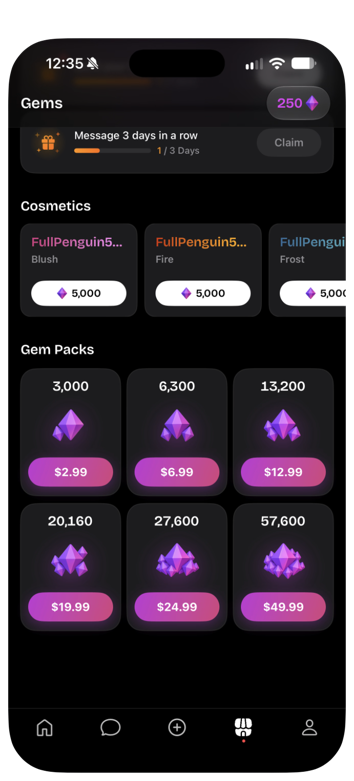 12:35
Gems
250
Message 3 days in a row
1 / 3 Days
Claim
Cosmetics
FullPenguin5...
FullPenguin5...
FullPengui
Blush
Fire
Frost
5,000
5,000
5,000
Gem Packs
3,000
6,300
13,200
$2.99
$6.99
$12.99
20,160
27,600
57,600
$19.99
$24.99
$49.99